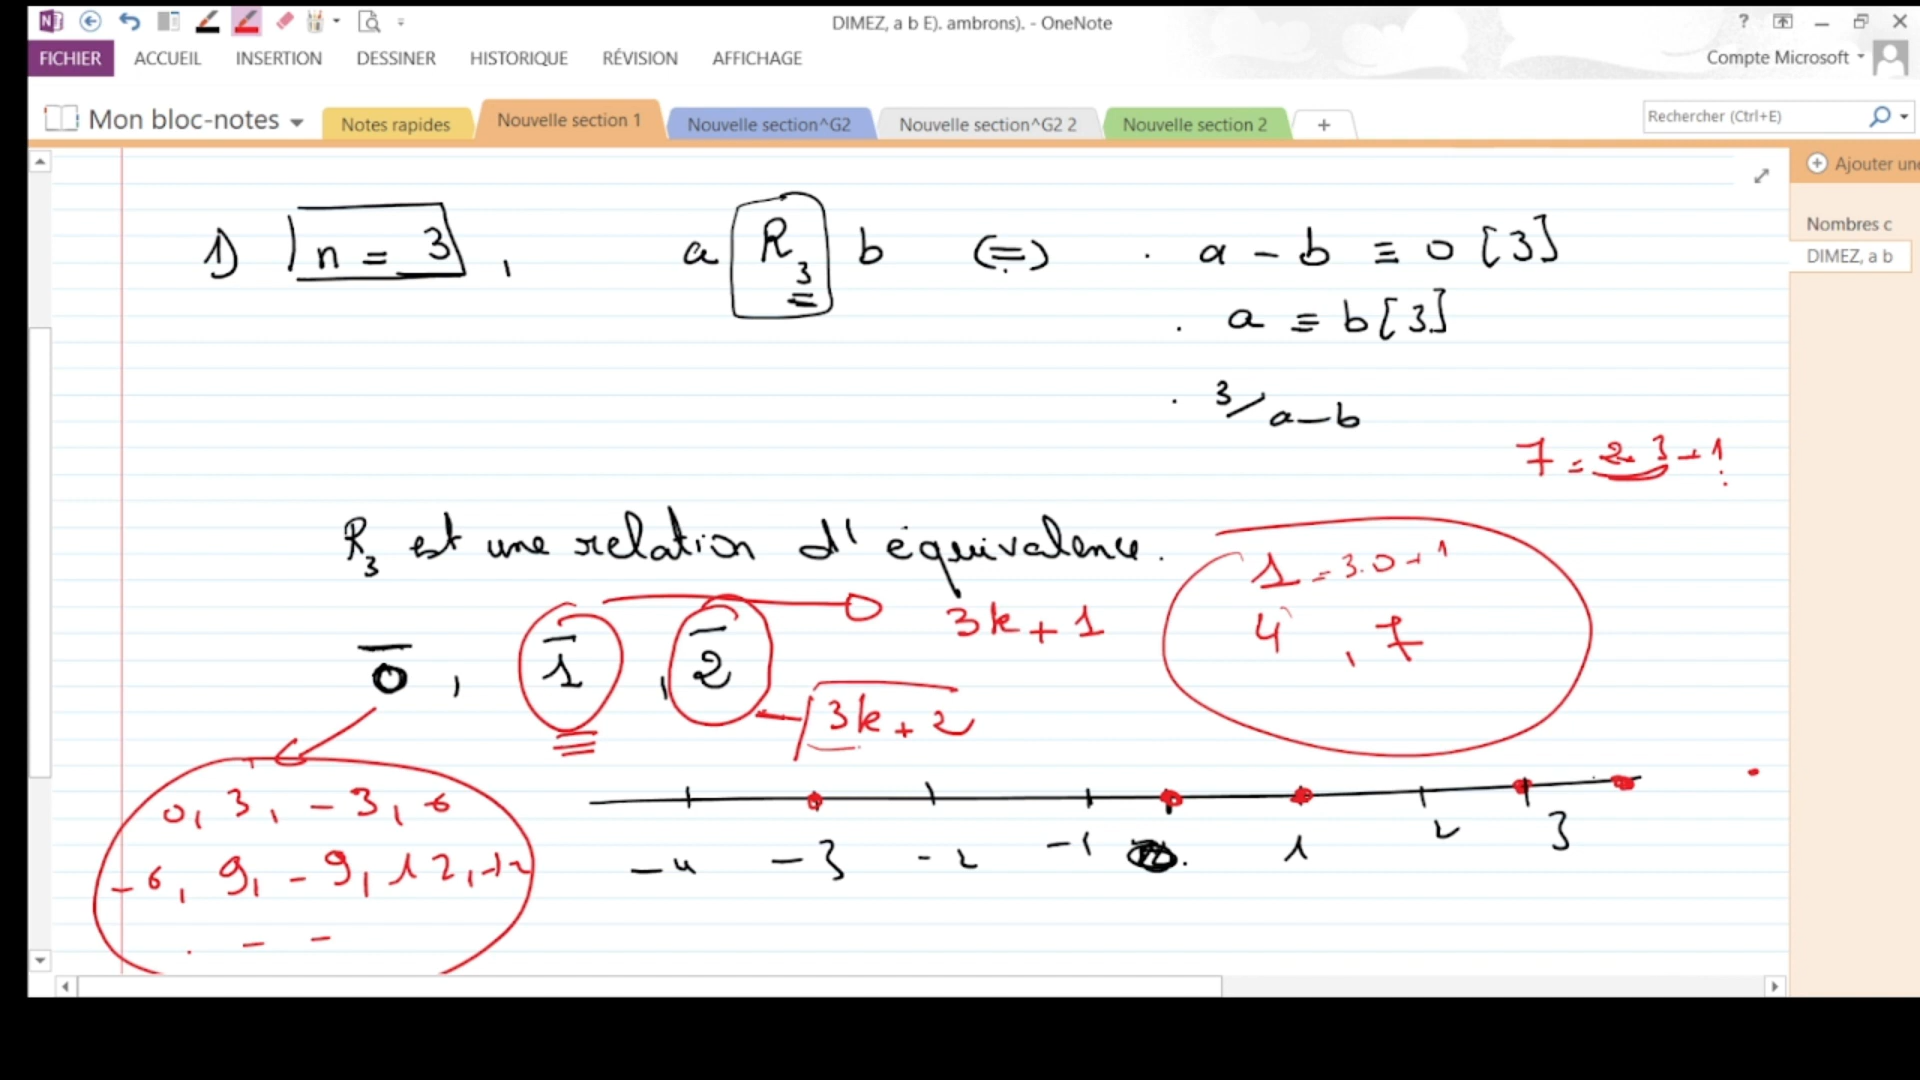 DIMEZ, a b E). ambrons). - OneNote
?
FICHIER ACCUEIL INSERTION DESSINER HISTORIQUE RÉVISION AFFICHAGE
Compte Microsoft
Mon bloc-notes
Notes rapides
Nouvelle section 1
Nouvelle section^G2
Nouvelle section^G2 2
Nouvelle section 2
+
Rechercher (Ctrl+E)
Ajouter une
Nombres c
DIMEZ, a b
1) n = 3, a R₃ b (=) . a - b ≡ 0 [3]
. a ≡ b[3]
. 3/a-b
7 = 2.3+1
R₃ est une relation d'équivalence.
1 = 3.0+1
4, 7
3k+1
0̅, 1̅, 2̅
3k+2
0, 3, -3, 6
-6, 9, -9, 12, -12
. - -
-4 -3 -2 -1 1 2 3